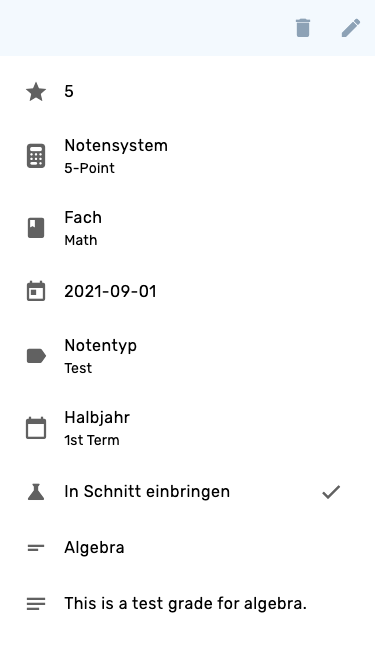 5
Notensystem
5-Point
Fach
Math
2021-09-01
Notentyp
Test
Halbjahr
1st Term
In Schnitt einbringen
Algebra
This is a test grade for algebra.